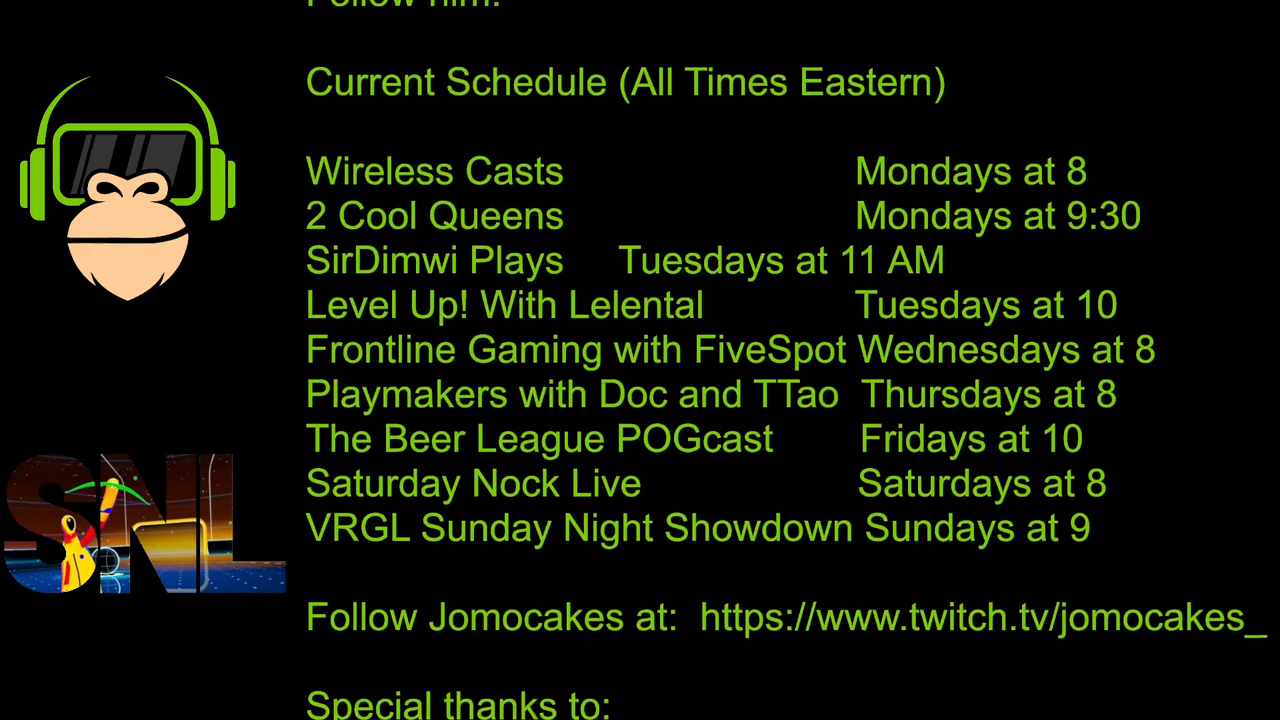 Follow him:
Current Schedule (All Times Eastern)
Wireless Casts Mondays at 8
2 Cool Queens Mondays at 9:30
SirDimwi Plays Tuesdays at 11 AM
Level Up! With Lelental Tuesdays at 10
Frontline Gaming with FiveSpot Wednesdays at 8
Playmakers with Doc and TTao Thursdays at 8
The Beer League POGcast Fridays at 10
Saturday Nock Live Saturdays at 8
VRGL Sunday Night Showdown Sundays at 9
SNL
Follow Jomocakes at: https://www.twitch.tv/jomocakes_
Special thanks to: